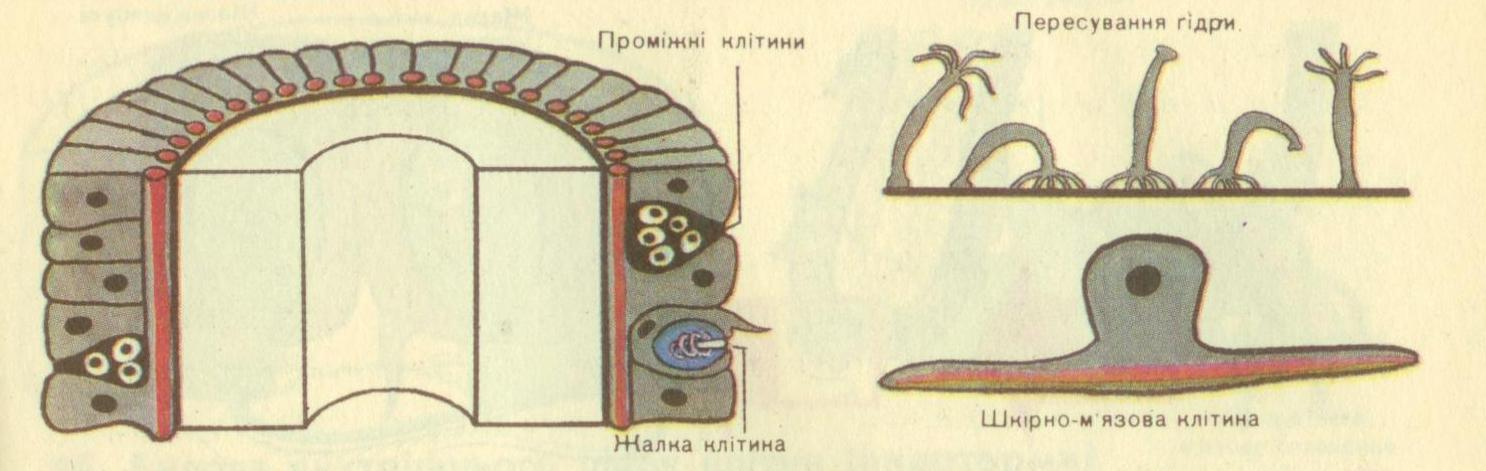 Проміжні клітини
Пересування гідри.
Жалка клітина
Шкірно-м'язова клітина